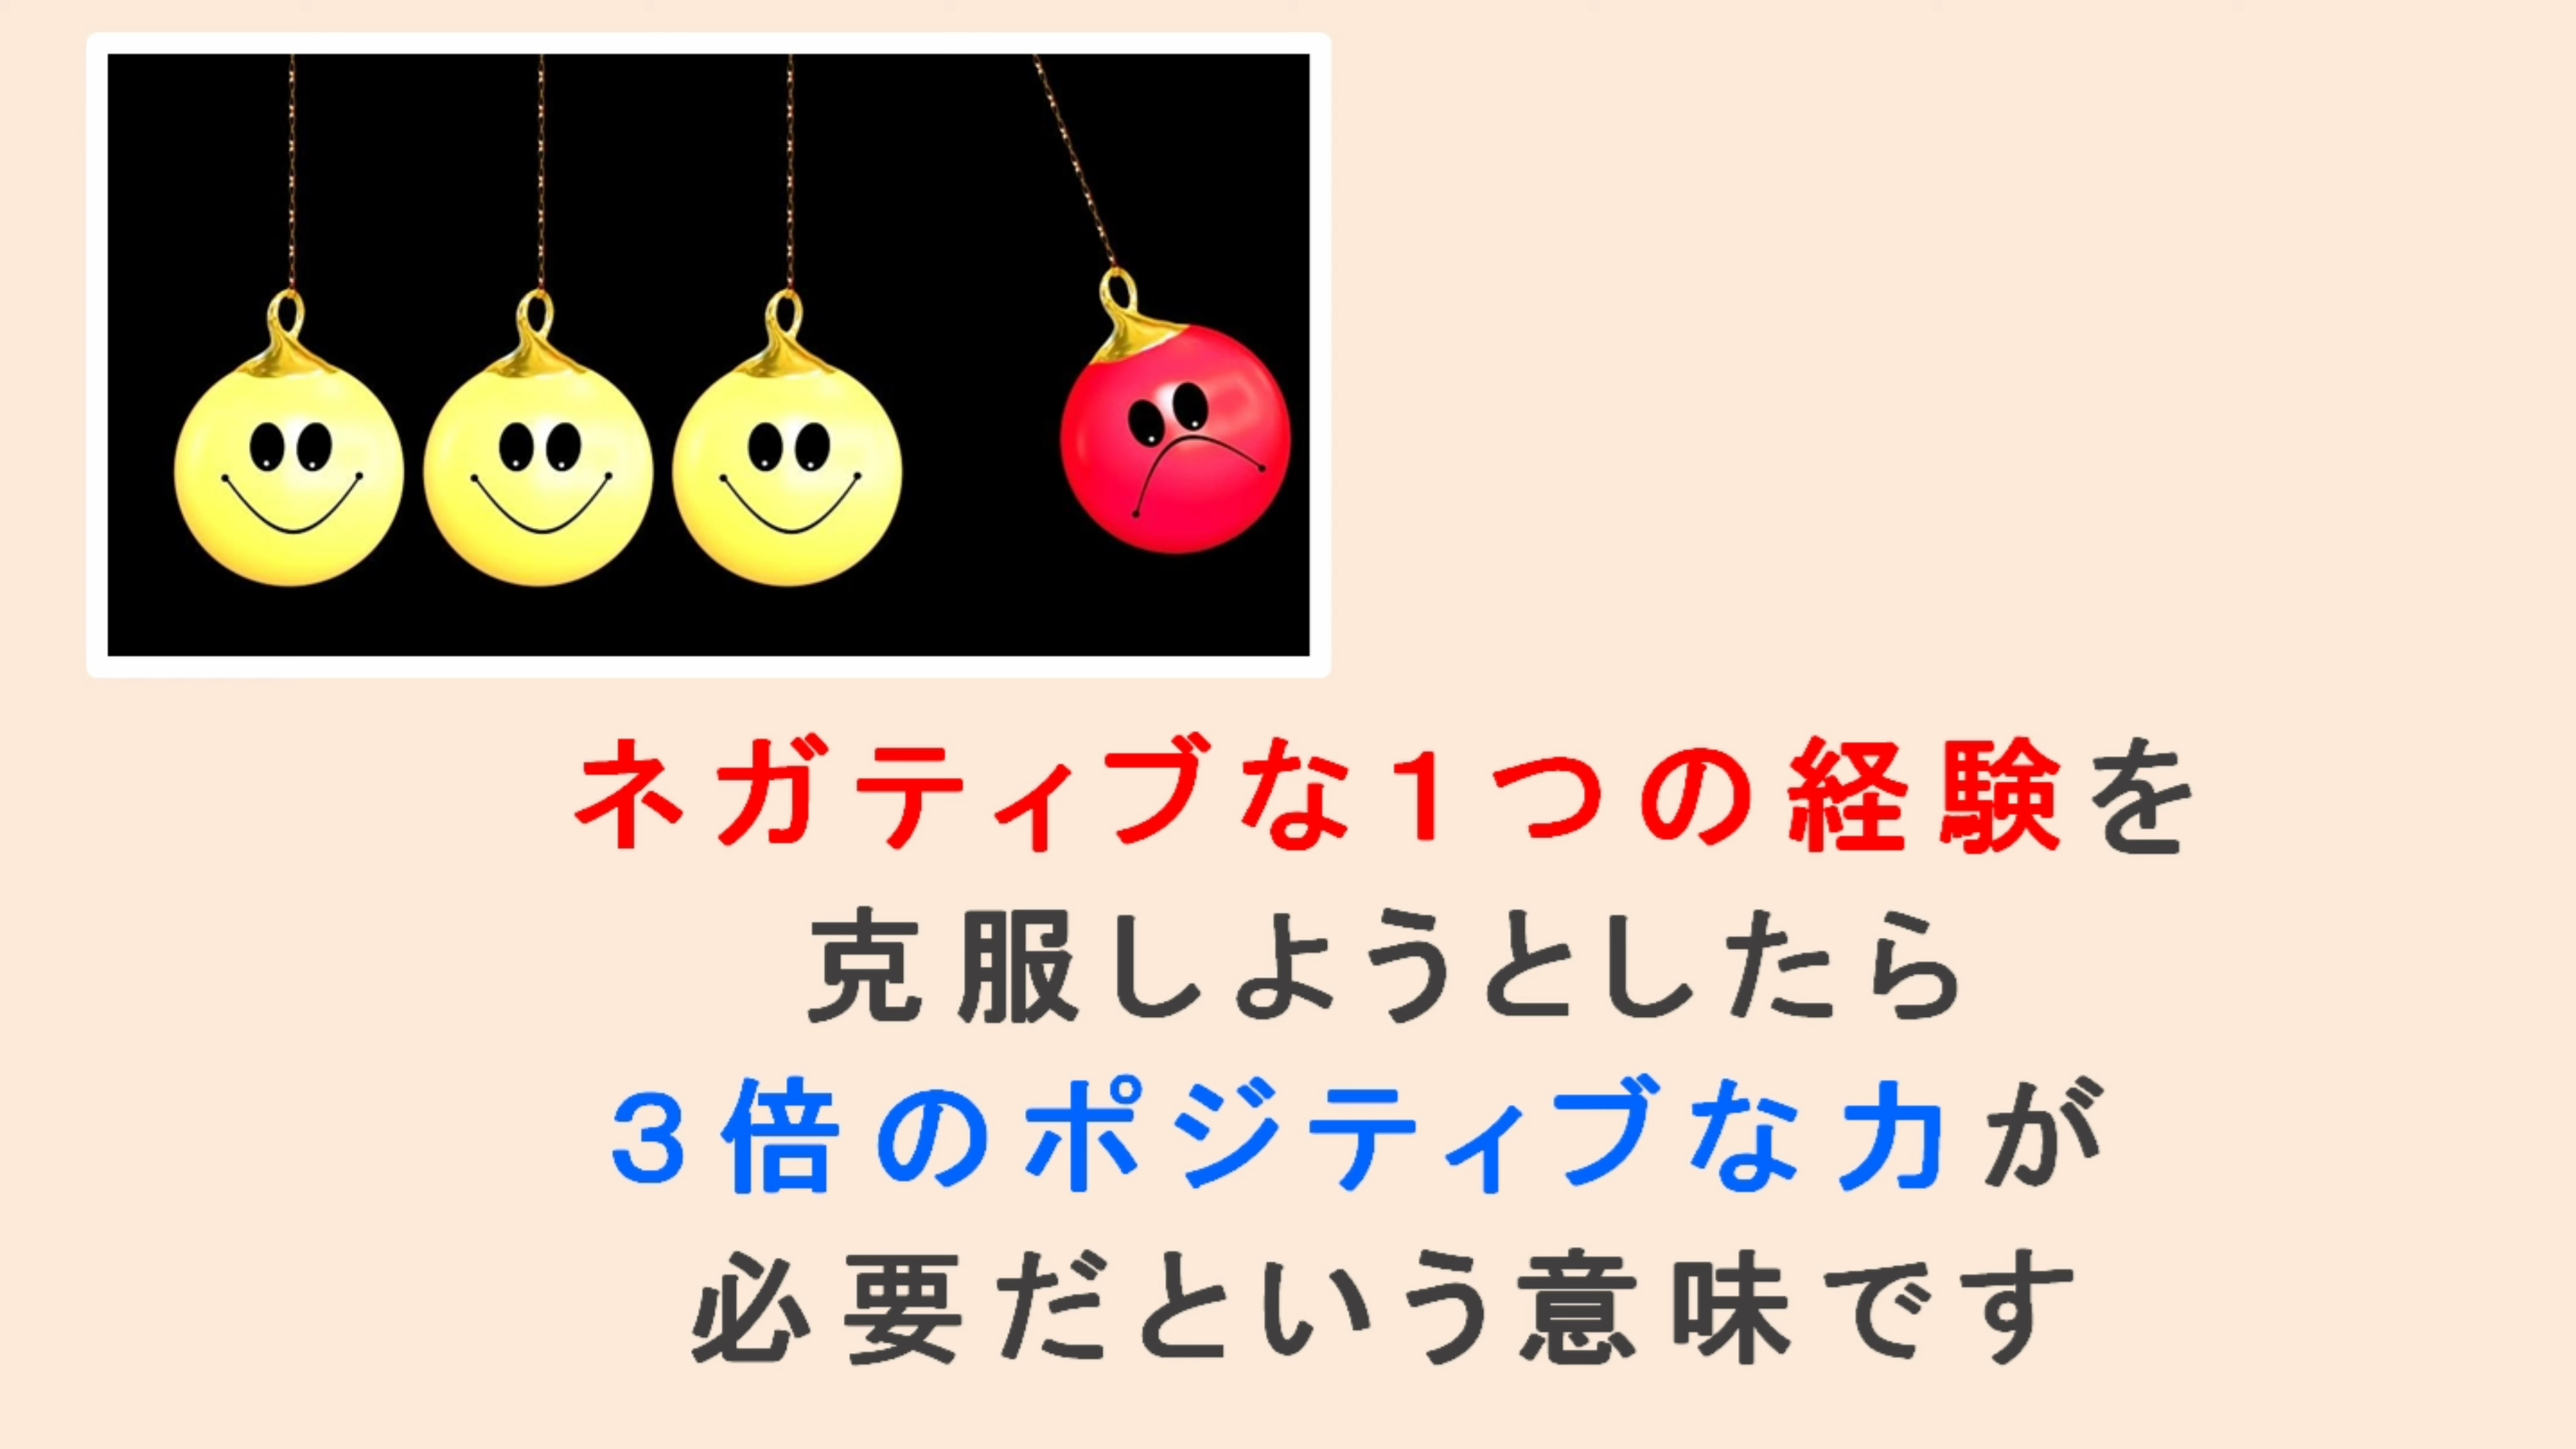 ネガティブな１つの経験を
克服しようとしたら
３倍のポジティブな力が
必要だという意味です